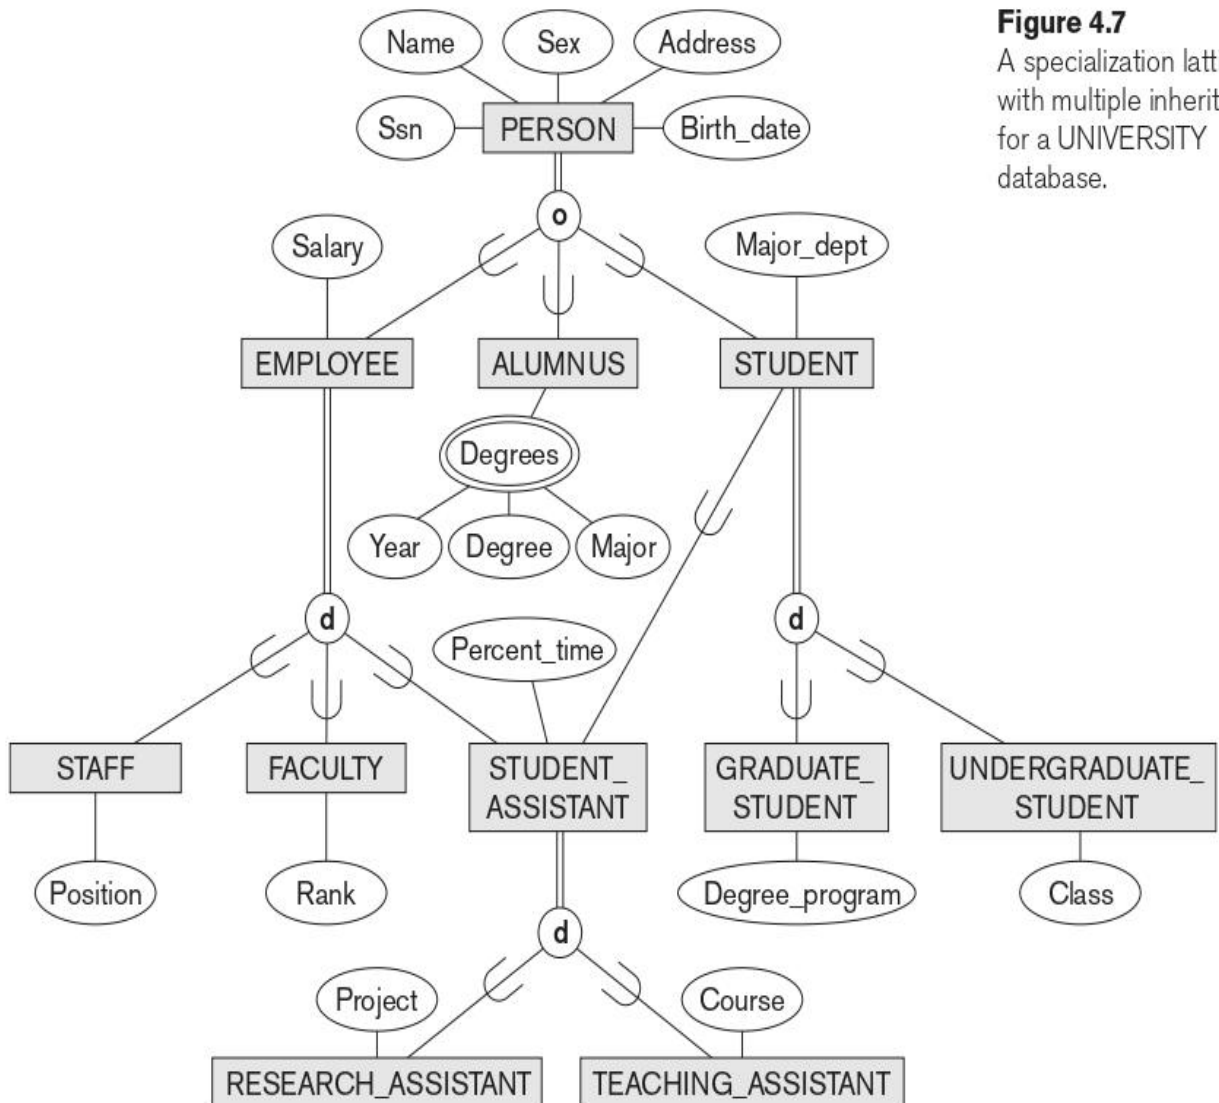 Figure 4.7
A specialization latt
with multiple inherit
for a UNIVERSITY
database.
Name
Sex
Address
Ssn
PERSON
Birth_date
o
Salary
Major_dept
EMPLOYEE
ALUMNUS
STUDENT
Degrees
Year
Degree
Major
d
Percent_time
d
STAFF
FACULTY
STUDENT_
ASSISTANT
GRADUATE_
STUDENT
UNDERGRADUATE_
STUDENT
Position
Rank
Degree_program
Class
d
Project
Course
RESEARCH_ASSISTANT
TEACHING_ASSISTANT